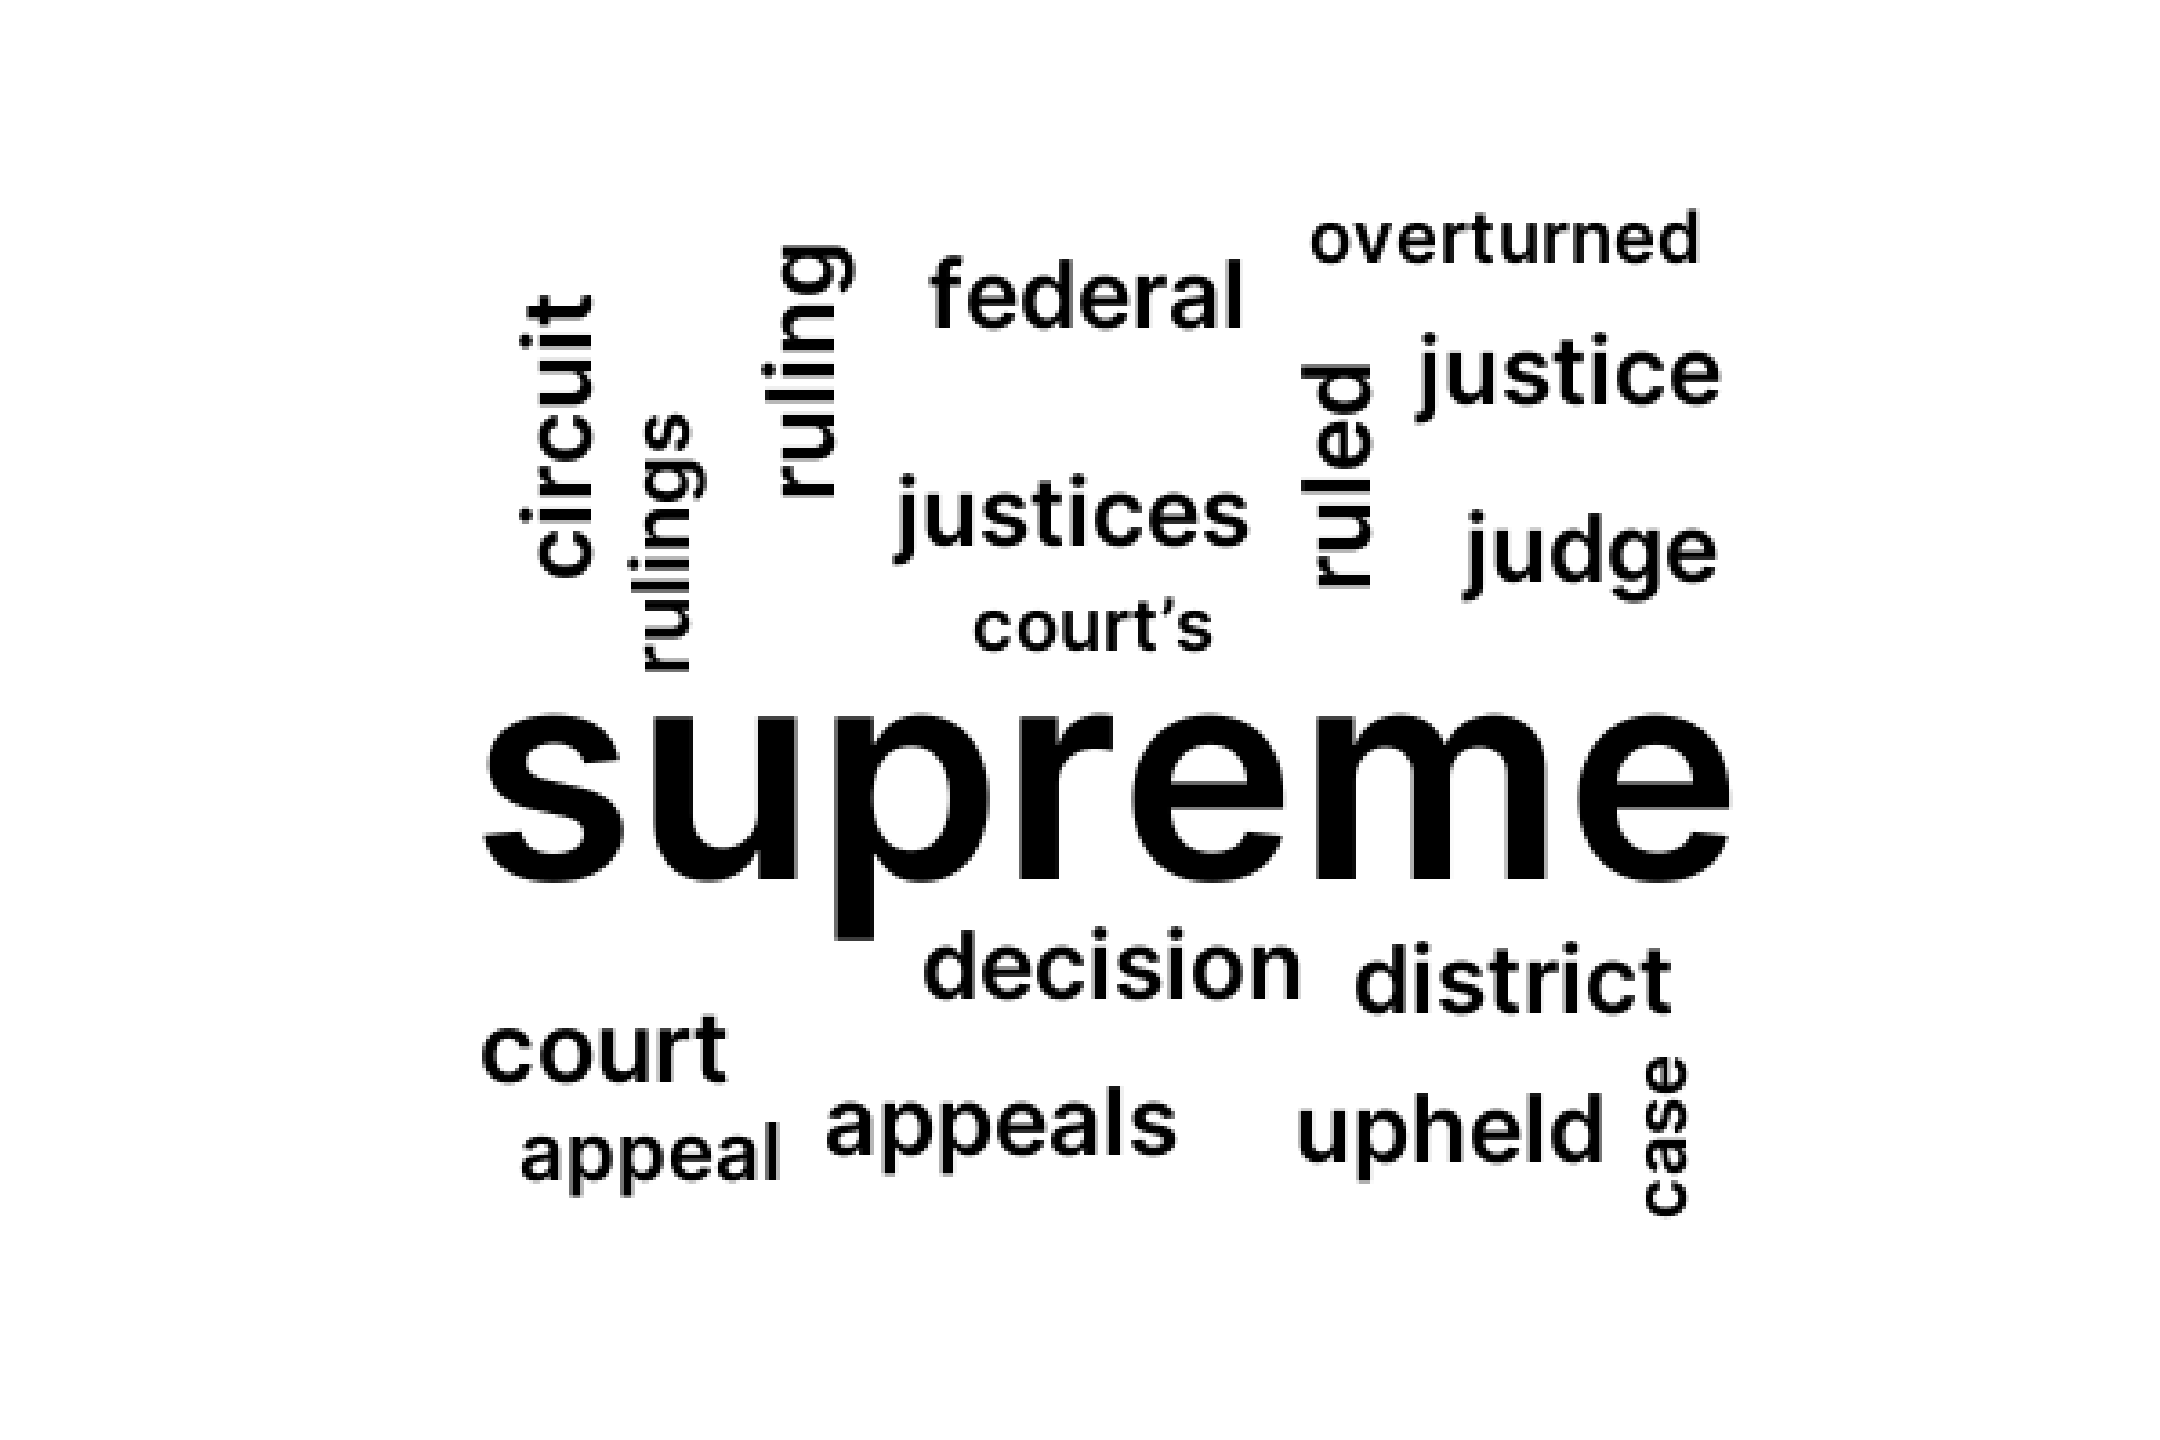 overturned
federal
ruling
circuit
justice
ruled
rulings
justices
judge
court’s
supreme
decision
district
court
appeals
upheld
case
appeal